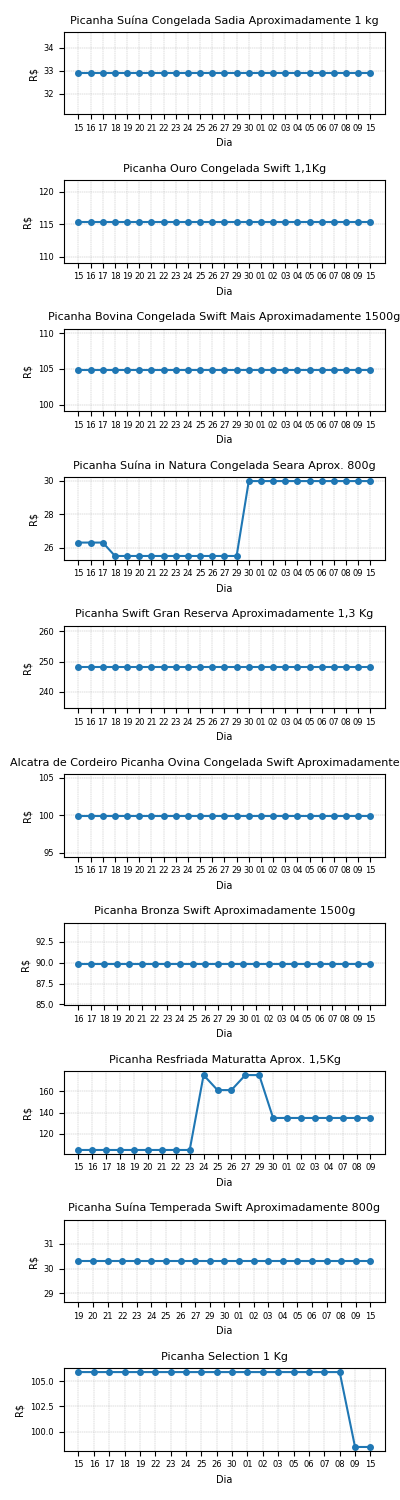 Picanha Suína Congelada Sadia Aproximadamente 1 kg
34
33
32
R$
15 16 17 18 19 20 21 22 23 24 25 26 27 29 30 01 02 03 04 05 06 07 08 09 15
Dia
Picanha Ouro Congelada Swift 1,1Kg
120
115
110
R$
15 16 17 18 19 20 21 22 23 24 25 26 27 29 30 01 02 03 04 05 06 07 08 09 15
Dia
Picanha Bovina Congelada Swift Mais Aproximadamente 1500g
110
105
100
R$
15 16 17 18 19 20 21 22 23 24 25 26 27 29 30 01 02 03 04 05 06 07 08 09 15
Dia
Picanha Suína in Natura Congelada Seara Aprox. 800g
30
28
26
R$
15 16 17 18 19 20 21 22 23 24 25 26 27 29 30 01 02 03 04 05 06 07 08 09 15
Dia
Picanha Swift Gran Reserva Aproximadamente 1,3 Kg
260
250
240
R$
15 16 17 18 19 20 21 22 23 24 25 26 27 29 30 01 02 03 04 05 06 07 08 09 15
Dia
Alcatra de Cordeiro Picanha Ovina Congelada Swift Aproximadamente
105
100
95
R$
15 16 17 18 19 20 21 22 23 24 25 26 27 29 30 01 02 03 04 05 06 07 08 09 15
Dia
Picanha Bronza Swift Aproximadamente 1500g
92.5
90.0
87.5
85.0
R$
16 17 18 19 20 21 22 23 24 25 26 27 29 30 01 02 03 04 05 06 07 08 09 15
Dia
Picanha Resfriada Maturatta Aprox. 1,5Kg
160
140
120
R$
15 16 17 18 19 20 21 22 23 24 25 26 27 29 30 01 02 03 04 07 08 09
Dia
Picanha Suína Temperada Swift Aproximadamente 800g
31
30
29
R$
19 20 21 22 23 24 25 26 27 29 30 01 02 03 04 05 06 07 08 09 15
Dia
Picanha Selection 1 Kg
105.0
102.5
100.0
R$
15 16 17 18 19 22 23 24 25 26 30 01 03 04 05 06 07 08 09 15
Dia